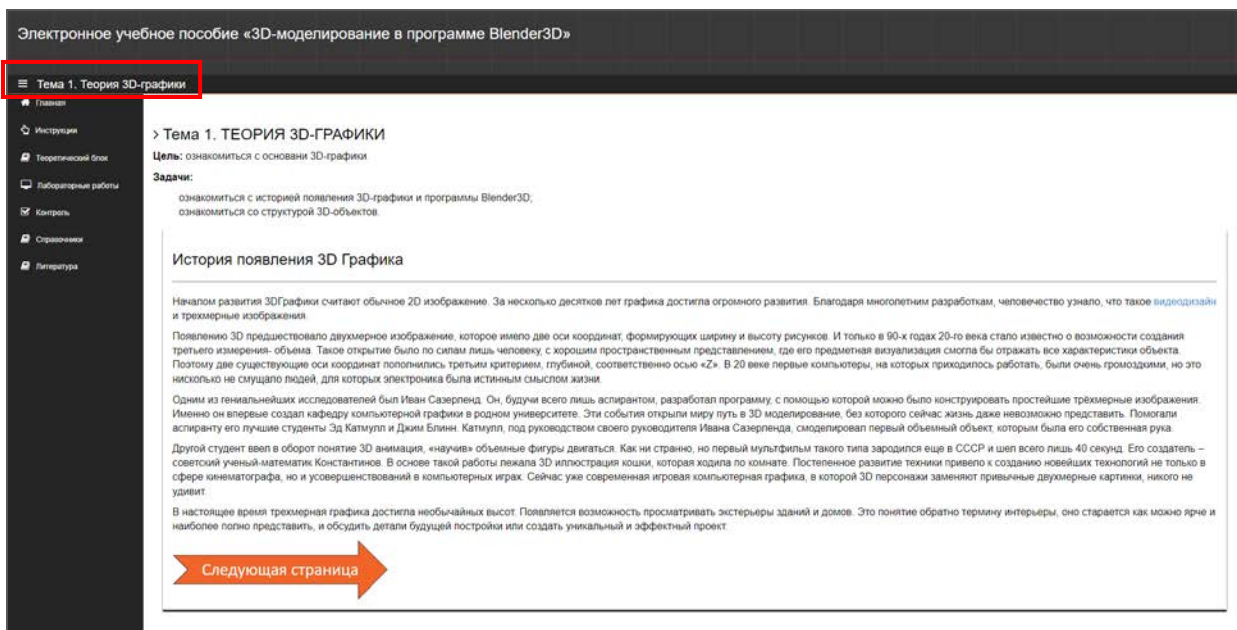 Электронное учебное пособие «3D-моделирование в программе Blender3D»
≡ Тема 1. Теория 3D-графики
Главная
Инструкции
Теоретический блок
Лабораторные работы
Контроль
Справочники
Литература
> Тема 1. ТЕОРИЯ 3D-ГРАФИКИ
Цель: ознакомиться с основани 3D-графики
Задачи:
ознакомиться с историей появления 3D-графики и программы Blender3D;
ознакомиться со структурой 3D-объектов.
История появления 3D Графика
Началом развития 3DГрафики считают обычное 2D изображение. За несколько десятков лет графика достигла огромного развития. Благодаря многолетним разработкам, человечество узнало, что такое видеодизайн
и трехмерные изображения.
Появлению 3D предшествовало двухмерное изображение, которое имело две оси координат, формирующих ширину и высоту рисунков. И только в 90-х годах 20-го века стало известно о возможности создания
третьего измерения- объема. Такое открытие было по силам лишь человеку, с хорошим пространственным представлением, где его предметная визуализация смогла бы отражать все характеристики объекта.
Поэтому две существующие оси координат пополнились третьим критерием, глубиной, соответственно осью «Z». В 20 веке первые компьютеры, на которых приходилось работать, были очень громоздкими, но это
нисколько не смущало людей, для которых электроника была истинным смыслом жизни.
Одним из гениальнейших исследователей был Иван Сазерленд. Он, будучи всего лишь аспирантом, разработал программу, с помощью которой можно было конструировать простейшие трёхмерные изображения.
Именно он впервые создал кафедру компьютерной графики в родном университете. Эти события открыли миру путь в 3D моделирование, без которого сейчас жизнь даже невозможно представить. Помогали
аспиранту его лучшие студенты Эд Катмулл и Джим Блинн. Катмулл, под руководством своего руководителя Ивана Сазерленда, смоделировал первый объемный объект, которым была его собственная рука.
Другой студент ввел в оборот понятие 3D анимация, «научив» объемные фигуры двигаться. Как ни странно, но первый мультфильм такого типа зародился еще в СССР и шел всего лишь 40 секунд. Его создатель –
советский ученый-математик Константинов. В основе такой работы лежала 3D иллюстрация кошки, которая ходила по комнате. Постепенное развитие техники привело к созданию новейших технологий не только в
сфере кинематографа, но и усовершенствований в компьютерных играх. Сейчас уже современная игровая компьютерная графика, в которой 3D персонажи заменяют привычные двухмерные картинки, никого не
удивит.
В настоящее время трехмерная графика достигла необычайных высот. Появляется возможность просматривать экстерьеры зданий и домов. Это понятие обратно термину интерьеры, оно старается как можно ярче и
наиболее полно представить, и обсудить детали будущей постройки или создать уникальный и эффектный проект.
Следующая страница